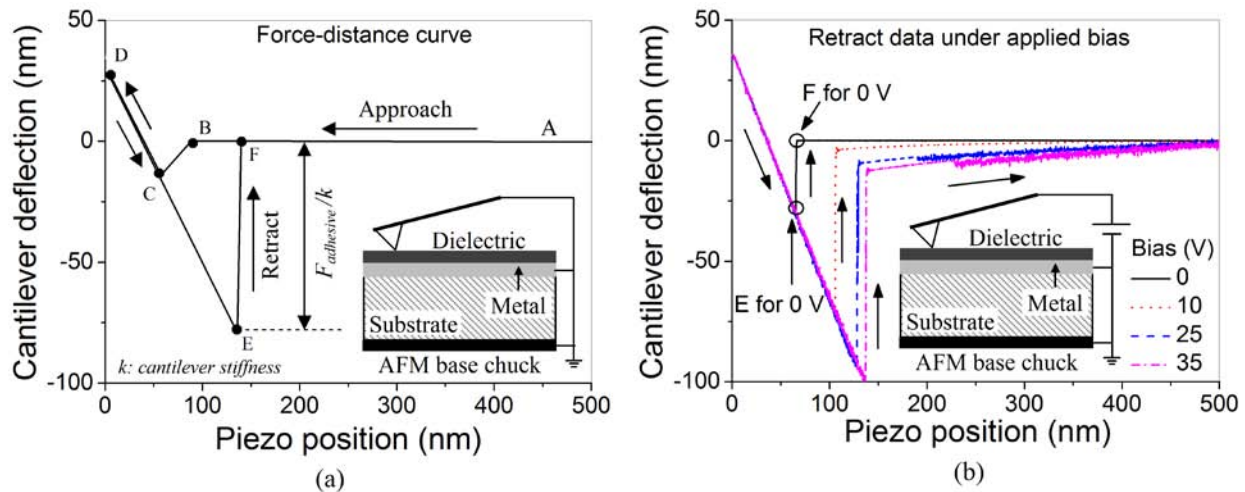 Force-distance curve
Cantilever deflection (nm)
50
0
-50
-100
D
B
C
A
F
E
Approach
Retract
F_adhesive/k
Dielectric
Metal
Substrate
AFM base chuck
k: cantilever stiffness
0 100 200 300 400 500
Piezo position (nm)
(a)
Retract data under applied bias
Cantilever deflection (nm)
50
0
-50
-100
F for 0 V
E for 0 V
Dielectric
Metal
Substrate
AFM base chuck
Bias (V)
0
10
25
35
0 100 200 300 400 500
Piezo position (nm)
(b)